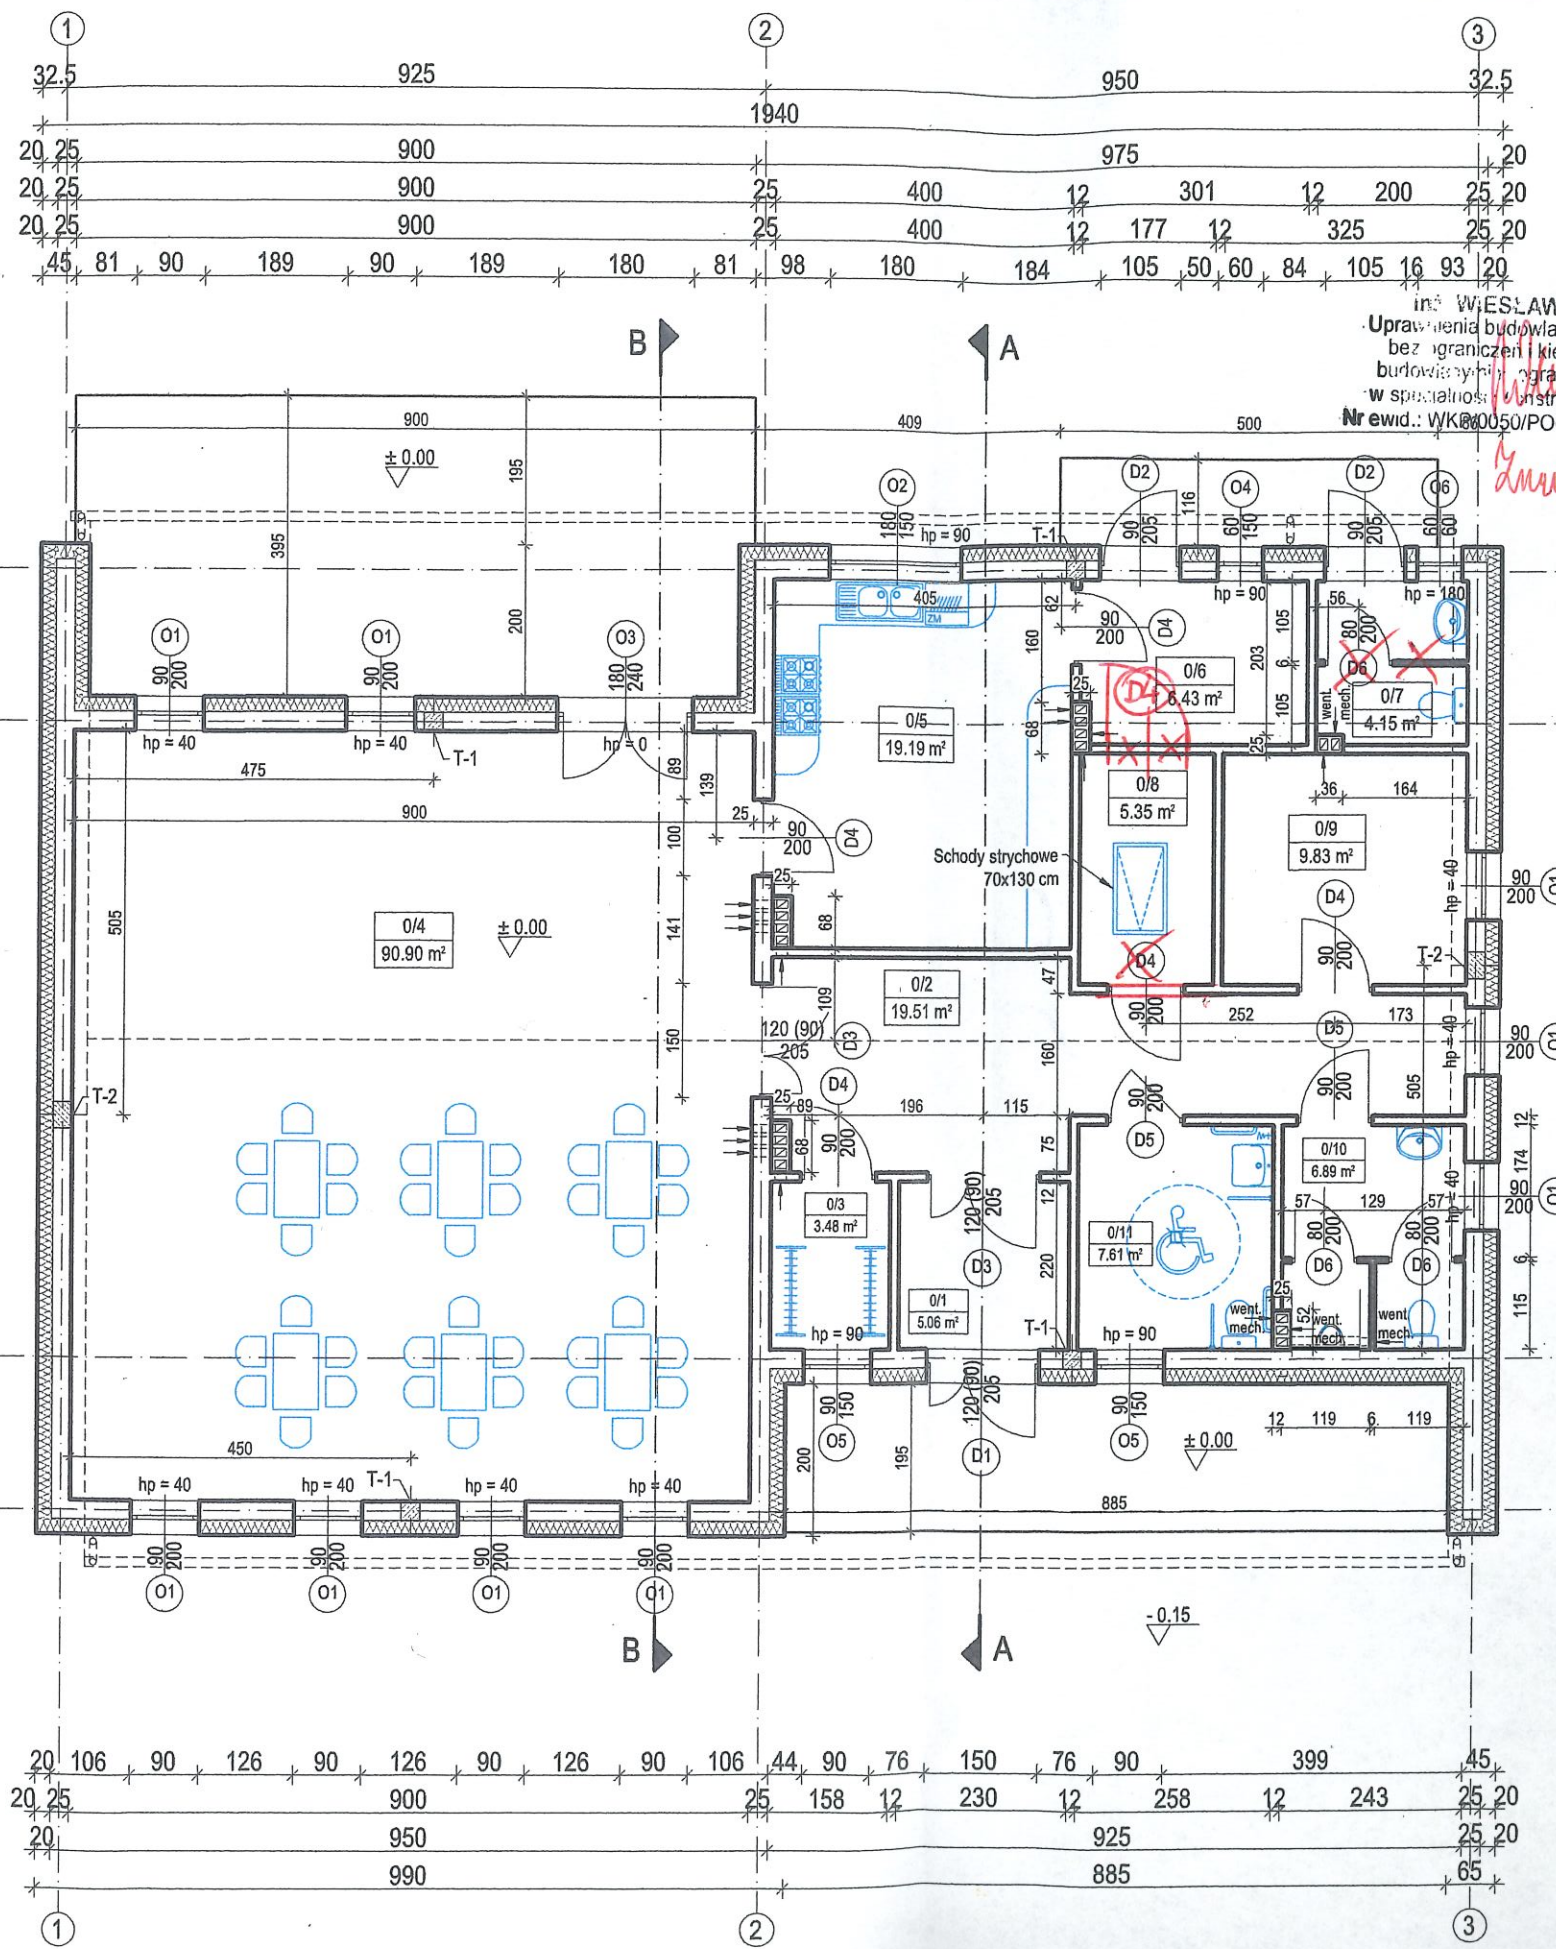 1 2 3
32.5 925 950 32.5
1940
20 25 900 975 20
20 25 900 25 400 12 301 12 200 25 20
20 25 900 25 400 12 177 12 325 25 20
45 81 90 189 90 189 180 81 98 180 184 105 50 60 84 105 16 93 20
WIESŁAW
Uprawnienia budowla
bez ograniczeń i kie
w specjalnoś
Nr ewid.:
B A
900 409 500
± 0.00
195
395
200
116
O2
180
150
hp = 90
T-1
D2
90
205
O4
60
150
D2
90
205
O6
60
60
O1
90
200
O1
90
200
O3
180
240
hp = 40 hp = 40 hp = 0
T-1
475
900
89
139
100
141
150
405
ZM
62
160
68
25
90
200
D4
hp = 90
hp = 180
56
80
200
D6
105
6
105
203
25
0/6
6.43 m²
D4
0/7
4.15 m²
went.
mech.
0/5
19.19 m²
25
90
200
D4
25
68
0/8
5.35 m²
Schody strychowe
70x130 cm
D4
90
200
36 164
0/9
9.83 m²
D4
90
200
hp = 40
90
200
O1
T-2
0/4
90.90 m²
± 0.00
505
T-2
0/2
19.51 m²
47
109
160
120 (90)
205
D3
252 173
D5
90
200
505
hp = 40
90
200
O1
D4
90
200
25
89 196 115
68
75
12
220
90
200
D5
0/3
3.48 m²
hp = 90
120 (90)
205
D3
0/1
5.06 m²
T-1
0/11
7.61 m²
hp = 90
0/10
6.89 m²
57 129 57
80
200
D6
80
200
D6
hp = 40
90
200
O1
12
174
6
115
25
52
went.
mech.
went.
mech.
went.
mech.
450
T-1
hp = 40 hp = 40 hp = 40 hp = 40
90
200
O1
90
200
O1
90
200
O1
90
200
O1
200
90
150
O5
195
120 (90)
205
D1
90
150
O5
± 0.00
12 119 6 119
885
- 0.15
B A
20 106 90 126 90 126 90 126 90 106 44 90 76 150 76 90 399 45
20 25 900 25 158 12 230 12 258 12 243 25 20
20 950 925 25 20
990 885 65
1 2 3